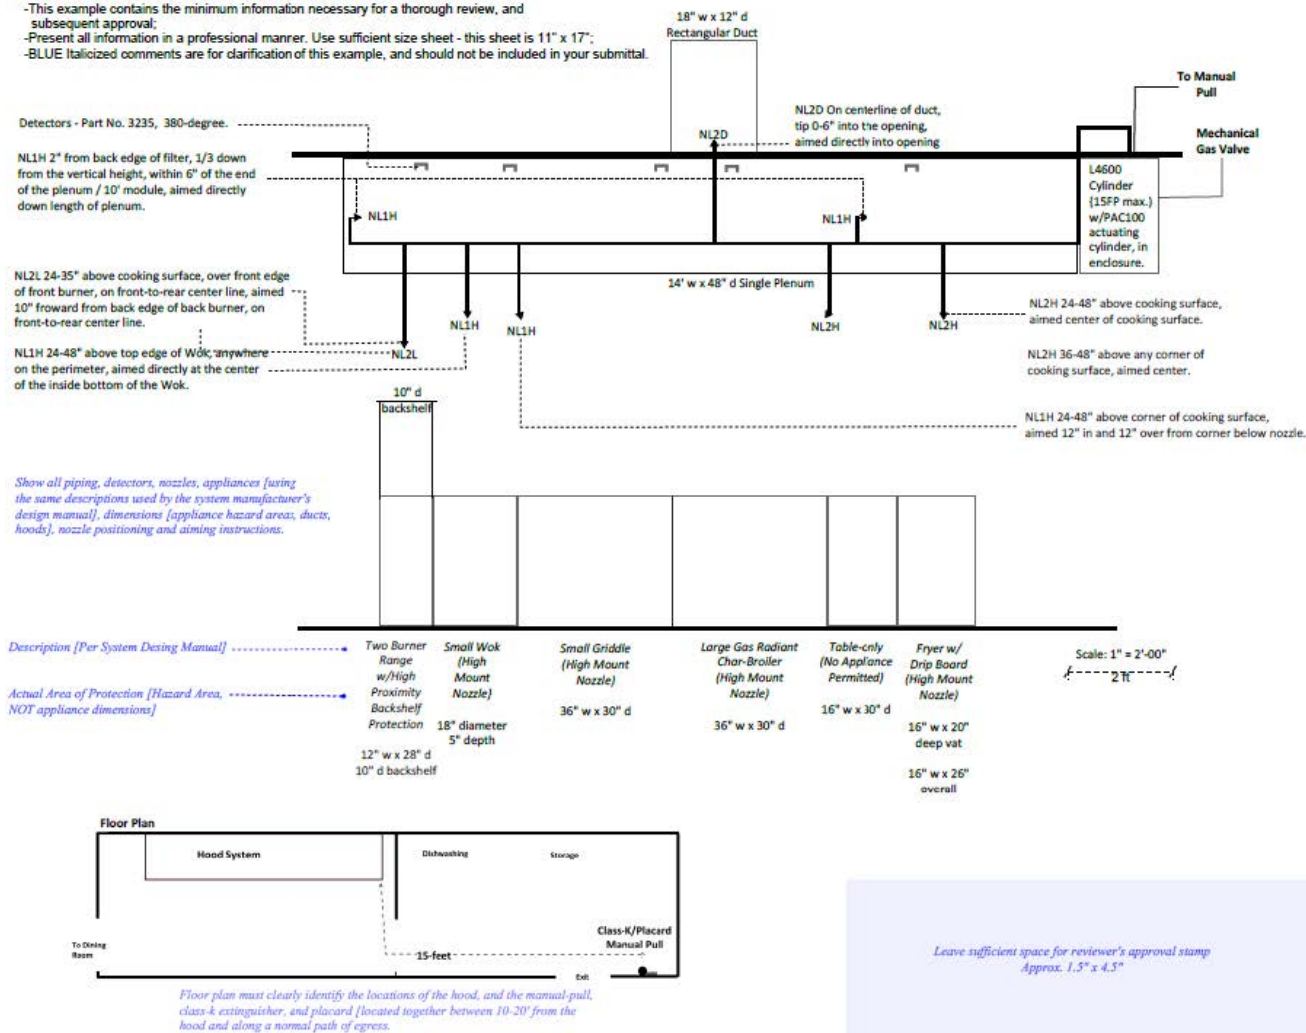 -This example contains the minimum information necessary for a thorough review, and
subsequent approval;
-Present all information in a professional manner. Use sufficient size sheet - this sheet is 11" x 17";
-BLUE Italicized comments are for clarification of this example, and should not be included in your submittal.
18" w x 12" d
Rectangular Duct
To Manual
Pull
Mechanical
Gas Valve
Detectors - Part No. 3235, 380-degree.
NL2D
NL2D On centerline of duct,
tip 0-6" into the opening,
aimed directly into opening
NL1H 2" from back edge of filter, 1/3 down
from the vertical height, within 6" of the end
of the plenum / 10' module, aimed directly
down length of plenum.
NL1H
NL1H
L4600
Cylinder
(15FP max.)
w/PAC100
actuating
cylinder, in
enclosure.
14' w x 48" d Single Plenum
NL2L 24-35" above cooking surface, over front edge
of front burner, on front-to-rear center line, aimed
10" froward from back edge of back burner, on
front-to-rear center line.
NL1H 24-48" above top edge of Wok, anywhere
on the perimeter, aimed directly at the center
of the inside bottom of the Wok.
NL2L
NL1H
NL1H
NL2H
NL2H
NL2H 24-48" above cooking surface,
aimed center of cooking surface.
NL2H 36-48" above any corner of
cooking surface, aimed center.
NL1H 24-48" above corner of cooking surface,
aimed 12" in and 12" over from corner below nozzle.
10" d
backshelf
Show all piping, detectors, nozzles, appliances [using
the same descriptions used by the system manufacturer's
design manual], dimensions [appliance hazard areas, ducts,
hoods], nozzle positioning and aiming instructions.
Description [Per System Desing Manual]
Actual Area of Protection [Hazard Area,
NOT appliance dimensions]
Two Burner
Range
w/High
Proximity
Backshelf
Protection
12" w x 28" d
10" d backshelf
Small Wok
(High
Mount
Nozzle)
18" diameter
5" depth
Small Griddle
(High Mount
Nozzle)
36" w x 30" d
Large Gas Radiant
Char-Broiler
(High Mount
Nozzle)
36" w x 30" d
Table-only
(No Appliance
Permitted)
16" w x 30" d
Fryer w/
Drip Board
(High Mount
Nozzle)
16" w x 20"
deep vat
16" w x 26"
overall
Scale: 1" = 2'-00"
2 ft
Floor Plan
Hood System
Dishwashing
Storage
To Dining
Room
15-feet
Class-K/Placard
Manual Pull
Exit
Floor plan must clearly identify the locations of the hood, and the manual-pull,
class-k extinguisher, and placard [located together between 10-20' from the
hood and along a normal path of egress.
Leave sufficient space for reviewer's approval stamp
Approx. 1.5" x 4.5"